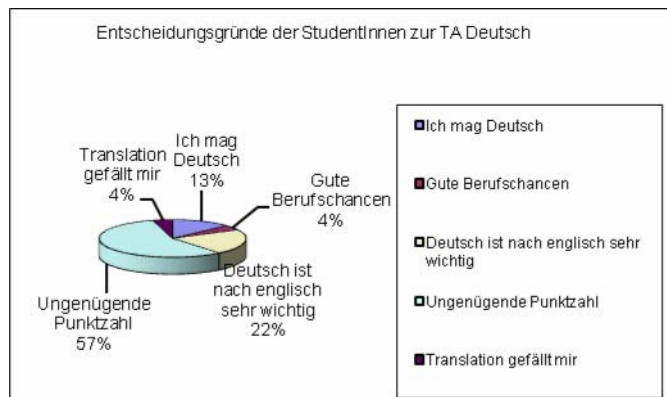 Entscheidungsgründe der StudentInnen zur TA Deutsch
Ich mag
Deutsch
13%
Translation
gefällt mir
4%
Gute
Berufschancen
4%
Deutsch ist
nach englisch
sehr wichtig
22%
Ungenügende
Punktzahl
57%
Ich mag Deutsch
Gute Berufschancen
Deutsch ist nach englisch sehr
wichtig
Ungenügende Punktzahl
Translation gefällt mir